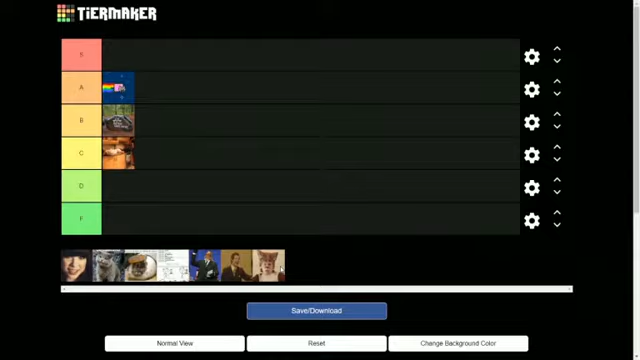 TiERMAKER
S
A
B
C
D
F
Save/Download
Normal View
Reset
Change Background Color